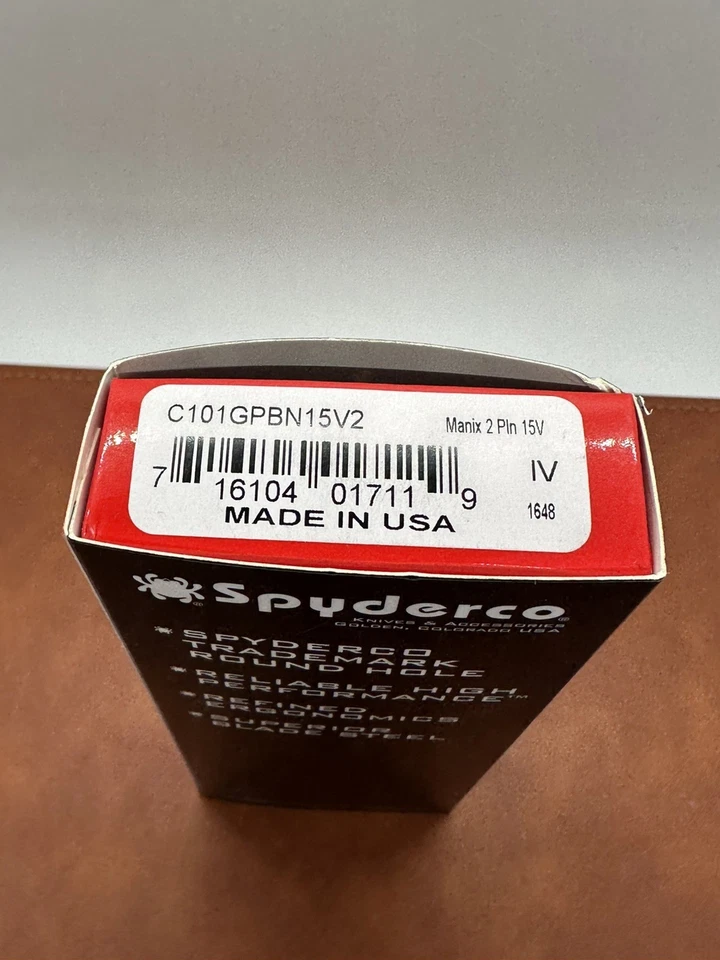 C101GPBN15V2
Manix 2 Pln 15V
7 16104 01711 9
IV
MADE IN USA
1648
Spyderco®
KNIVES & ACCESSORIES
GOLDEN, COLORADO USA
* SPYDERCO
TRADEMARK
ROUND HOLE
* RELIABLE HIGH
PERFORMANCE™
* REFINED
ERGONOMICS
* SUPERIOR
BLADE STEEL